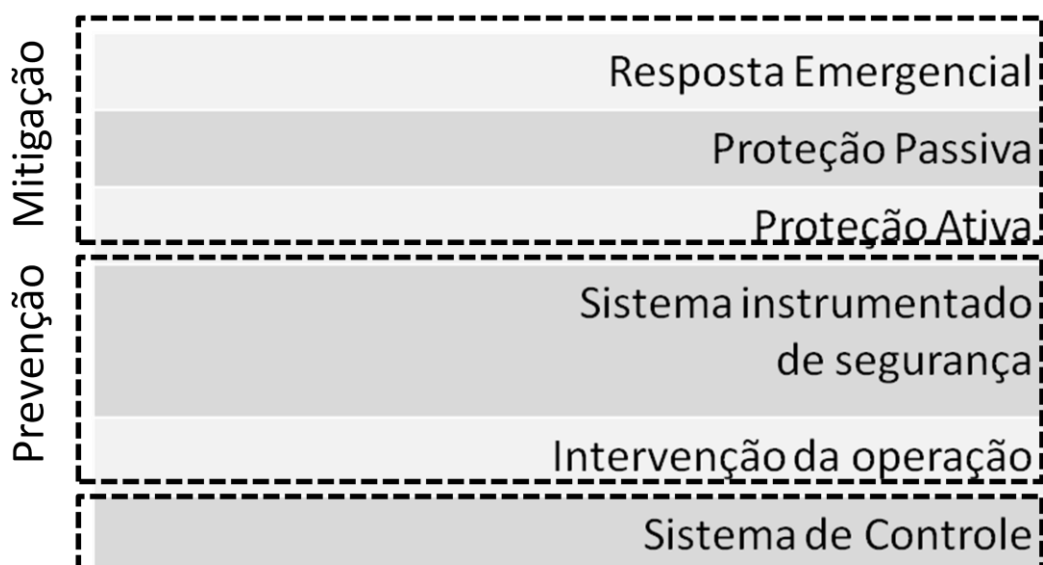 Mitigação
Resposta Emergencial
Proteção Passiva
Proteção Ativa
Prevenção
Sistema instrumentado
de segurança
Intervenção da operação
Sistema de Controle